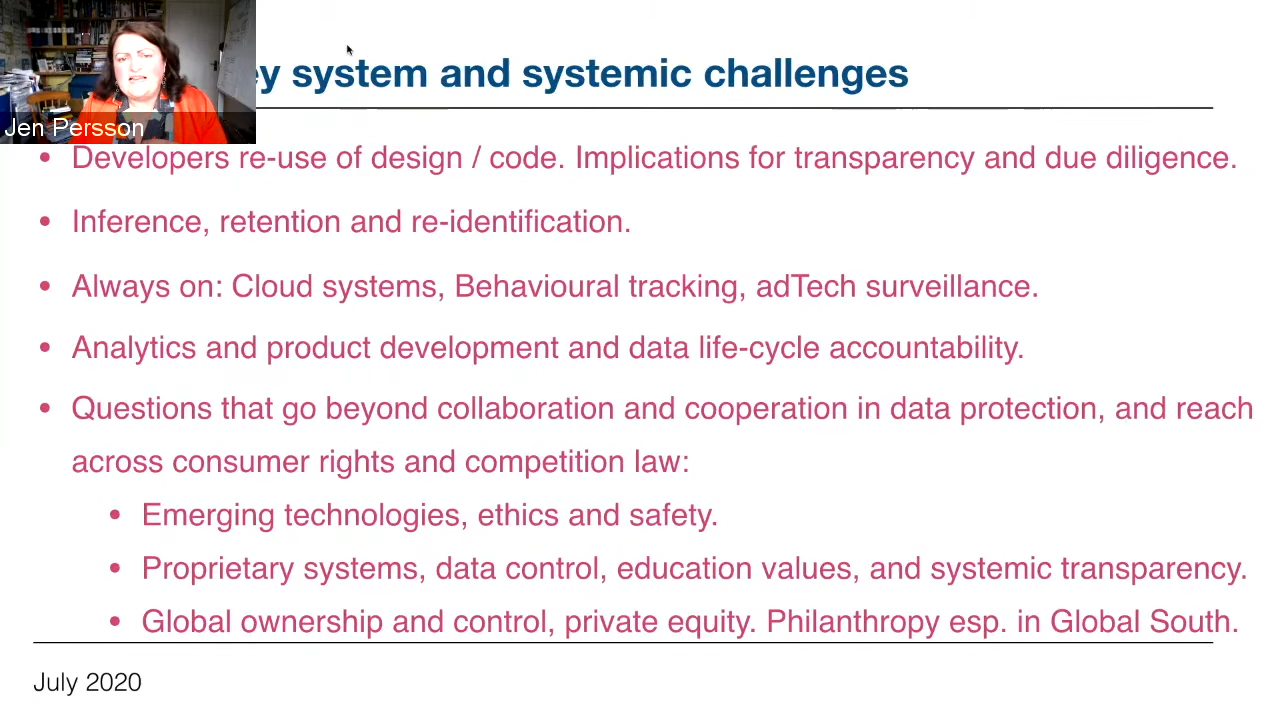 ey system and systemic challenges
Jen Persson
• Developers re-use of design / code. Implications for transparency and due diligence.
• Inference, retention and re-identification.
• Always on: Cloud systems, Behavioural tracking, adTech surveillance.
• Analytics and product development and data life-cycle accountability.
• Questions that go beyond collaboration and cooperation in data protection, and reach
across consumer rights and competition law:
• Emerging technologies, ethics and safety.
• Proprietary systems, data control, education values, and systemic transparency.
• Global ownership and control, private equity. Philanthropy esp. in Global South.
July 2020